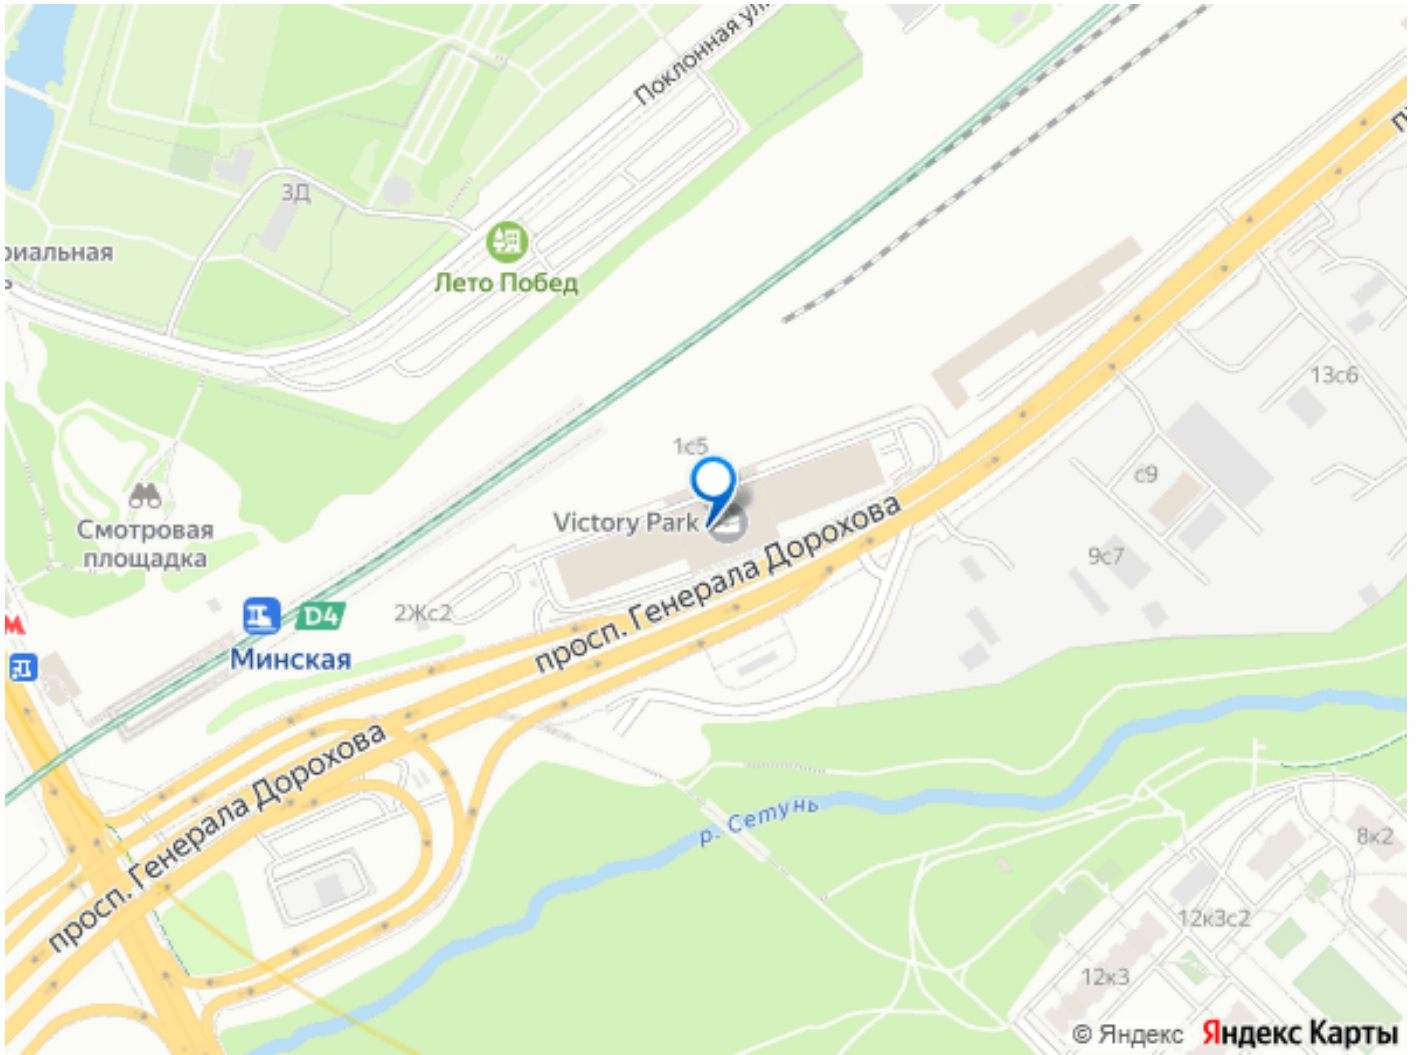 Поклонная ул.
3Д
риальная
Лето Побед
13с6
1с5
с9
Смотровая
площадка
Victory Park
9с7
просп. Генерала Дорохова
2Жс2
D4
Минская
просп. Генерала Дорохова
р. Сетунь
8к2
12к3с2
12к3
© Яндекс Яндекс Карты